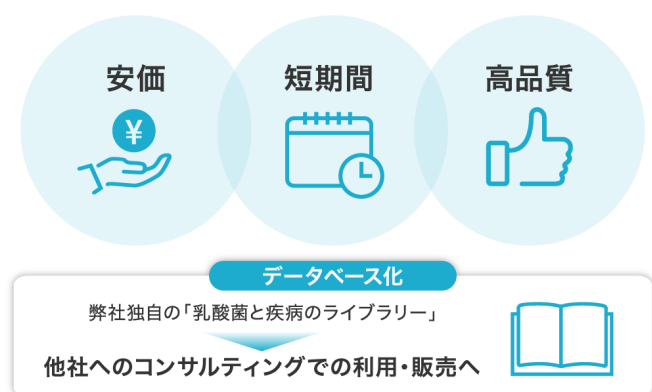 安価
短期間
高品質
¥
データベース化
弊社独自の「乳酸菌と疾病のライブラリー」
他社へのコンサルティングでの利用・販売へ